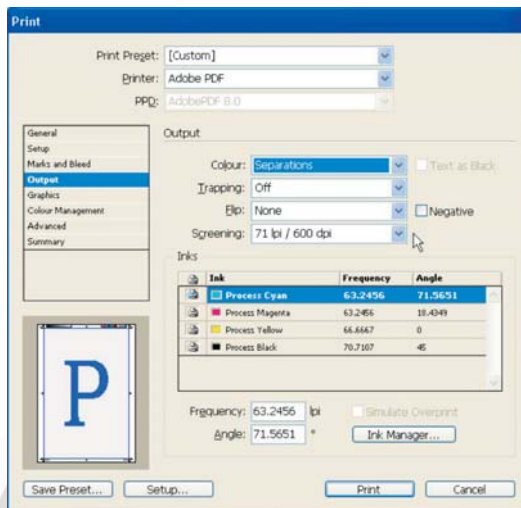 Print
Print Preset: [Custom]
Printer: Adobe PDF
PPD: AdobePDF 8.0
General
Setup
Marks and Bleed
Output
Graphics
Colour Management
Advanced
Summary
Output
Colour: Separations Text as Black
Trapping: Off
Flip: None Negative
Screening: 71 lpi / 600 dpi
Inks
Ink Frequency Angle
Process Cyan 63.2456 71.5651
Process Magenta 63.2456 18.4349
Process Yellow 66.6667 0
Process Black 70.7107 45
Frequency: 63.2456 lpi Simulate Overprint
Angle: 71.5651 ° Ink Manager...
P
Save Preset... Setup... Print Cancel